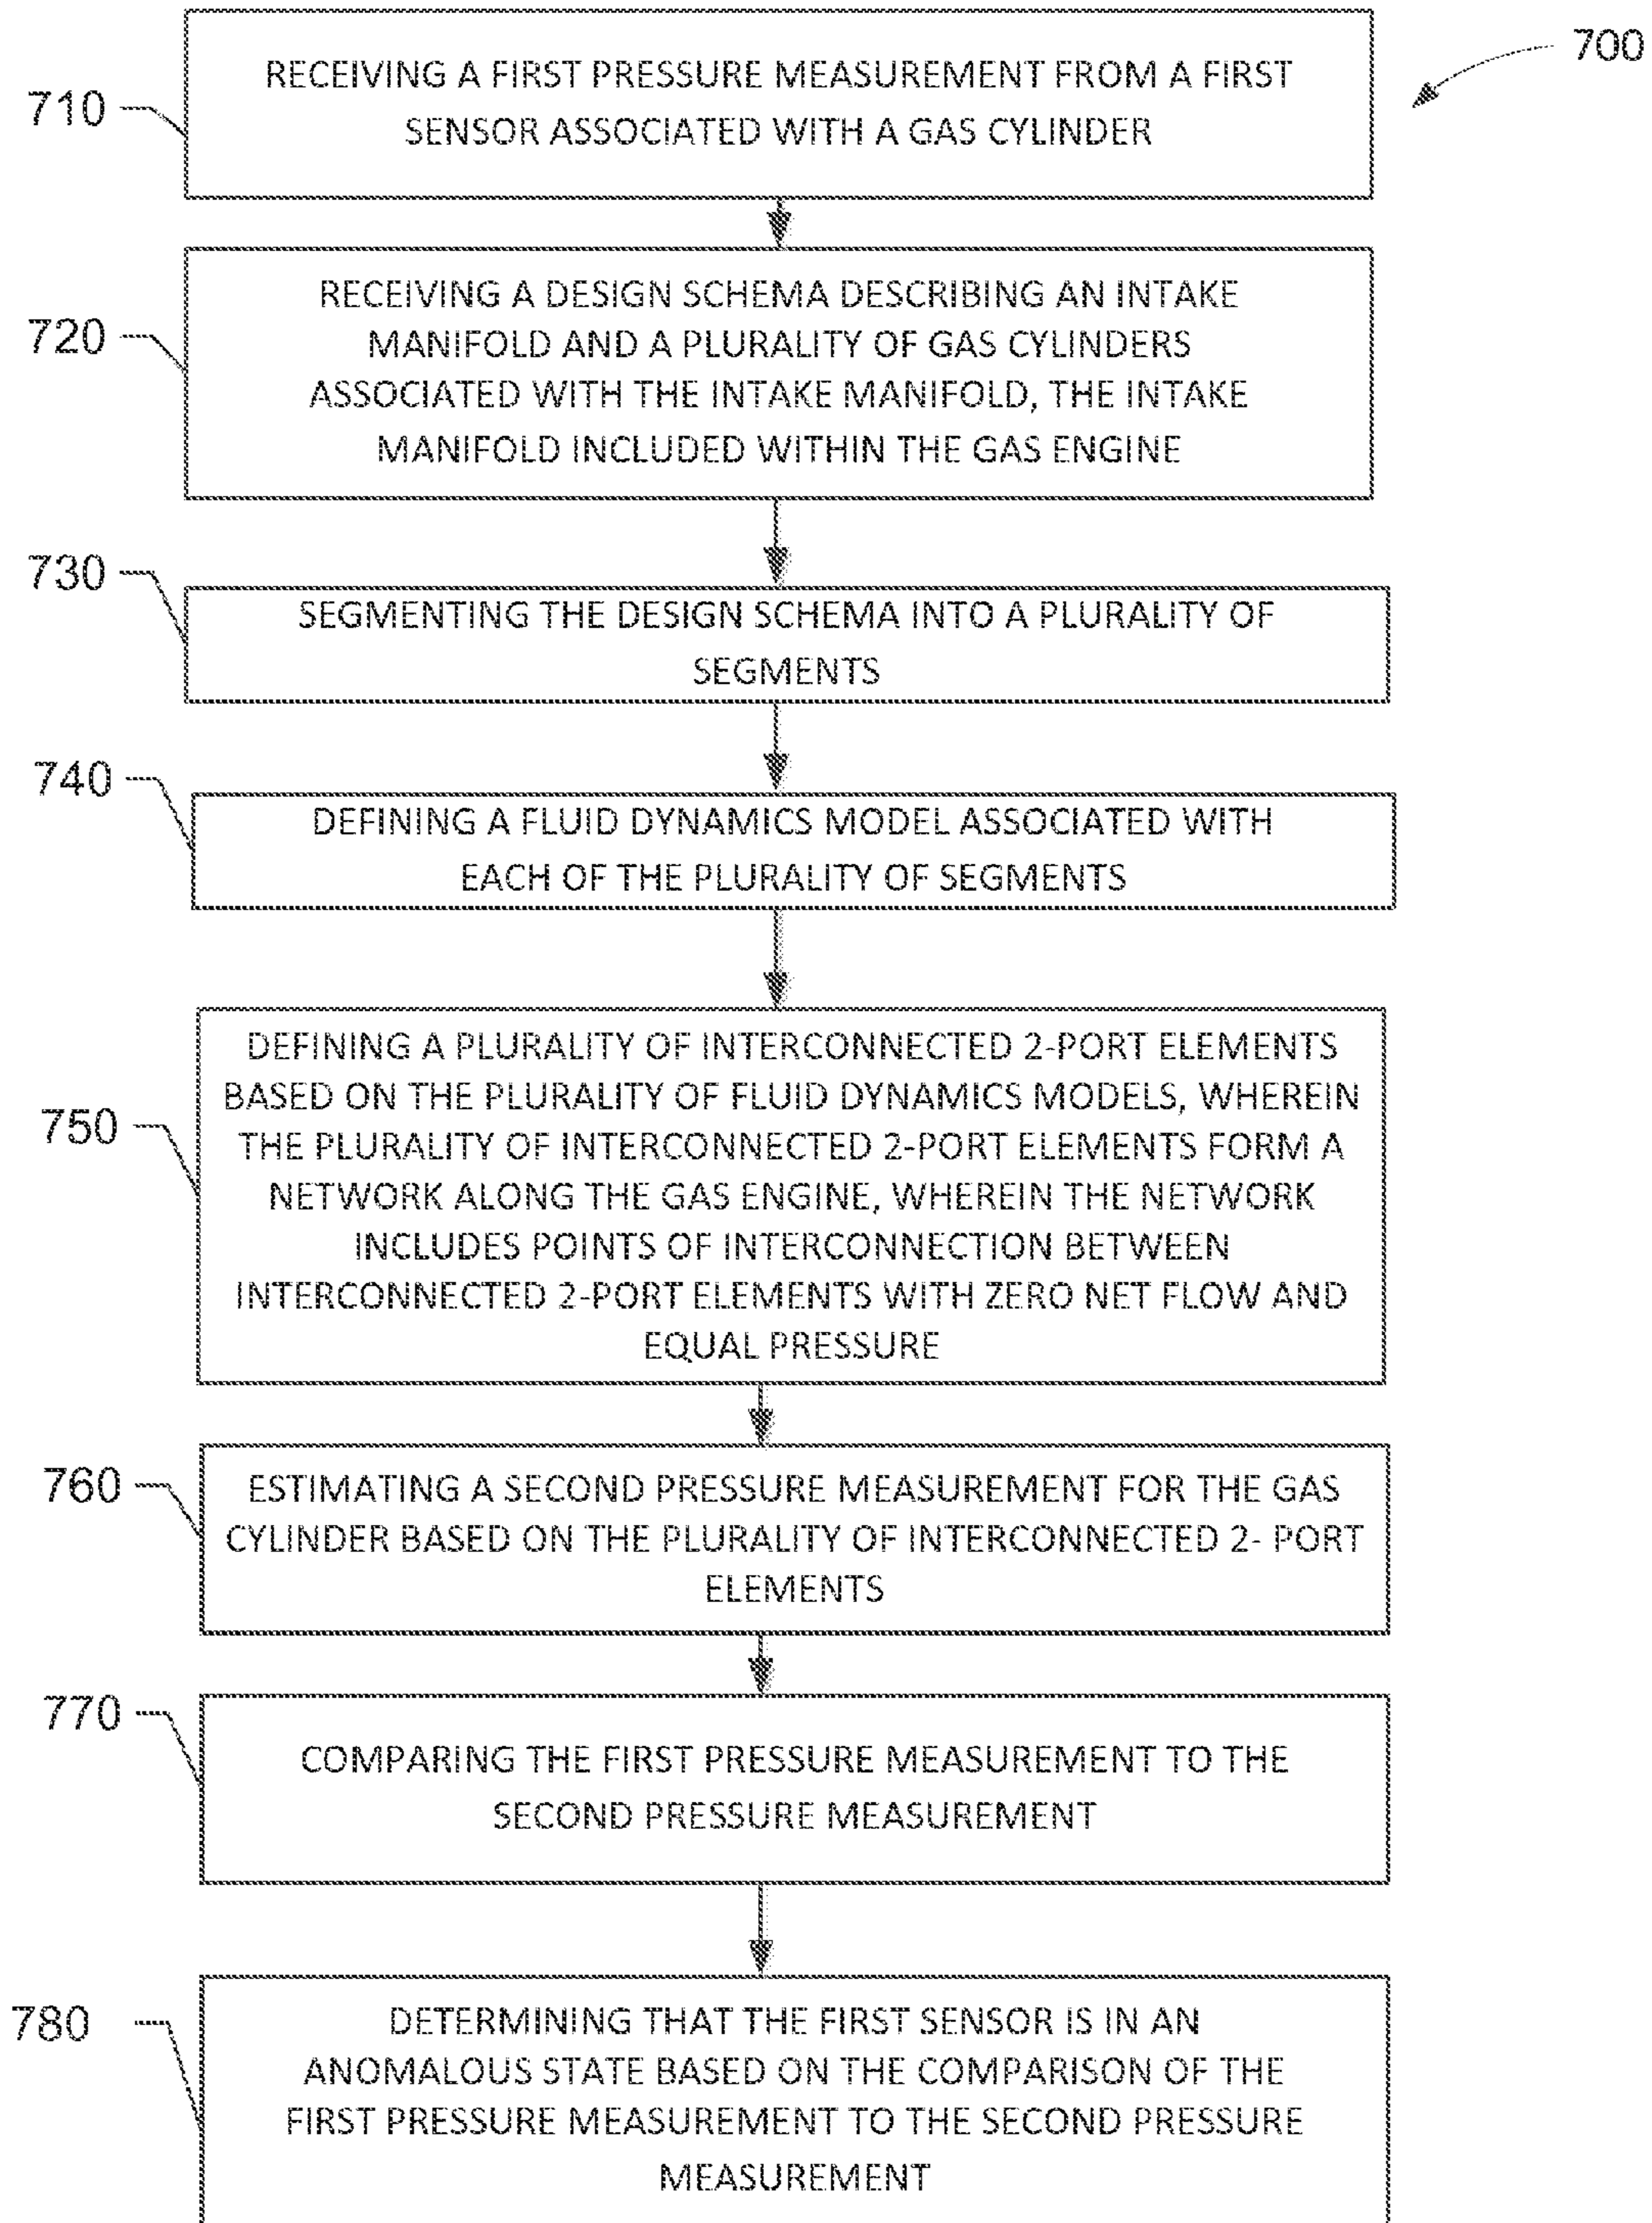 700
710
RECEIVING A FIRST PRESSURE MEASUREMENT FROM A FIRST
SENSOR ASSOCIATED WITH A GAS CYLINDER
720
RECEIVING A DESIGN SCHEMA DESCRIBING AN INTAKE
MANIFOLD AND A PLURALITY OF GAS CYLINDERS
ASSOCIATED WITH THE INTAKE MANIFOLD, THE INTAKE
MANIFOLD INCLUDED WITHIN THE GAS ENGINE
730
SEGMENTING THE DESIGN SCHEMA INTO A PLURALITY OF
SEGMENTS
740
DEFINING A FLUID DYNAMICS MODEL ASSOCIATED WITH
EACH OF THE PLURALITY OF SEGMENTS
750
DEFINING A PLURALITY OF INTERCONNECTED 2-PORT ELEMENTS
BASED ON THE PLURALITY OF FLUID DYNAMICS MODELS, WHEREIN
THE PLURALITY OF INTERCONNECTED 2-PORT ELEMENTS FORM A
NETWORK ALONG THE GAS ENGINE, WHEREIN THE NETWORK
INCLUDES POINTS OF INTERCONNECTION BETWEEN
INTERCONNECTED 2-PORT ELEMENTS WITH ZERO NET FLOW AND
EQUAL PRESSURE
760
ESTIMATING A SECOND PRESSURE MEASUREMENT FOR THE GAS
CYLINDER BASED ON THE PLURALITY OF INTERCONNECTED 2- PORT
ELEMENTS
770
COMPARING THE FIRST PRESSURE MEASUREMENT TO THE
SECOND PRESSURE MEASUREMENT
780
DETERMINING THAT THE FIRST SENSOR IS IN AN
ANOMALOUS STATE BASED ON THE COMPARISON OF THE
FIRST PRESSURE MEASUREMENT TO THE SECOND PRESSURE
MEASUREMENT